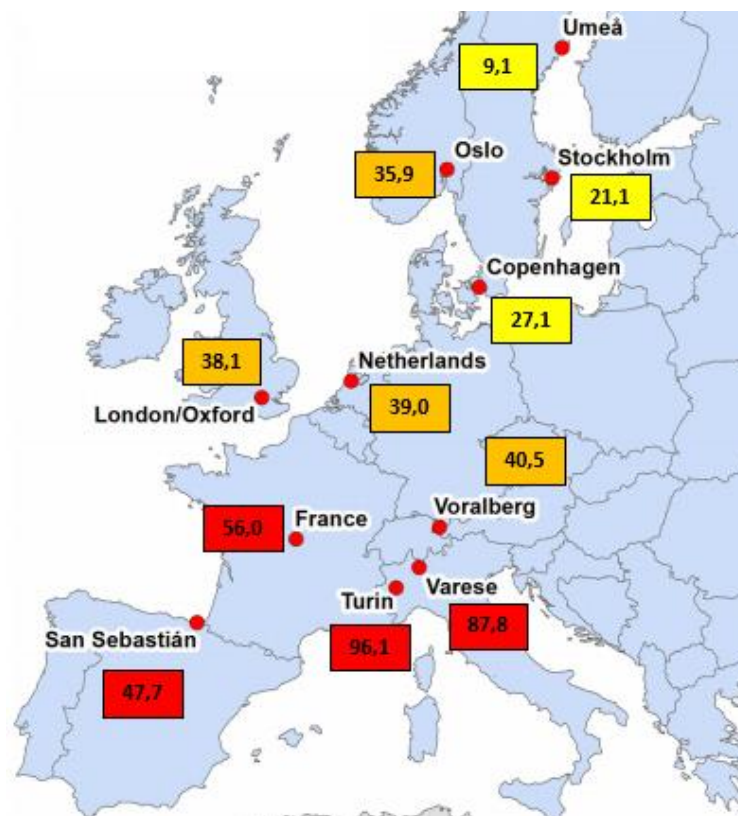 Umeå
9,1
Oslo
35,9
Stockholm
21,1
Copenhagen
27,1
38,1
London/Oxford
Netherlands
39,0
40,5
Voralberg
France
56,0
Turin
Varese
96,1
87,8
San Sebastián
47,7